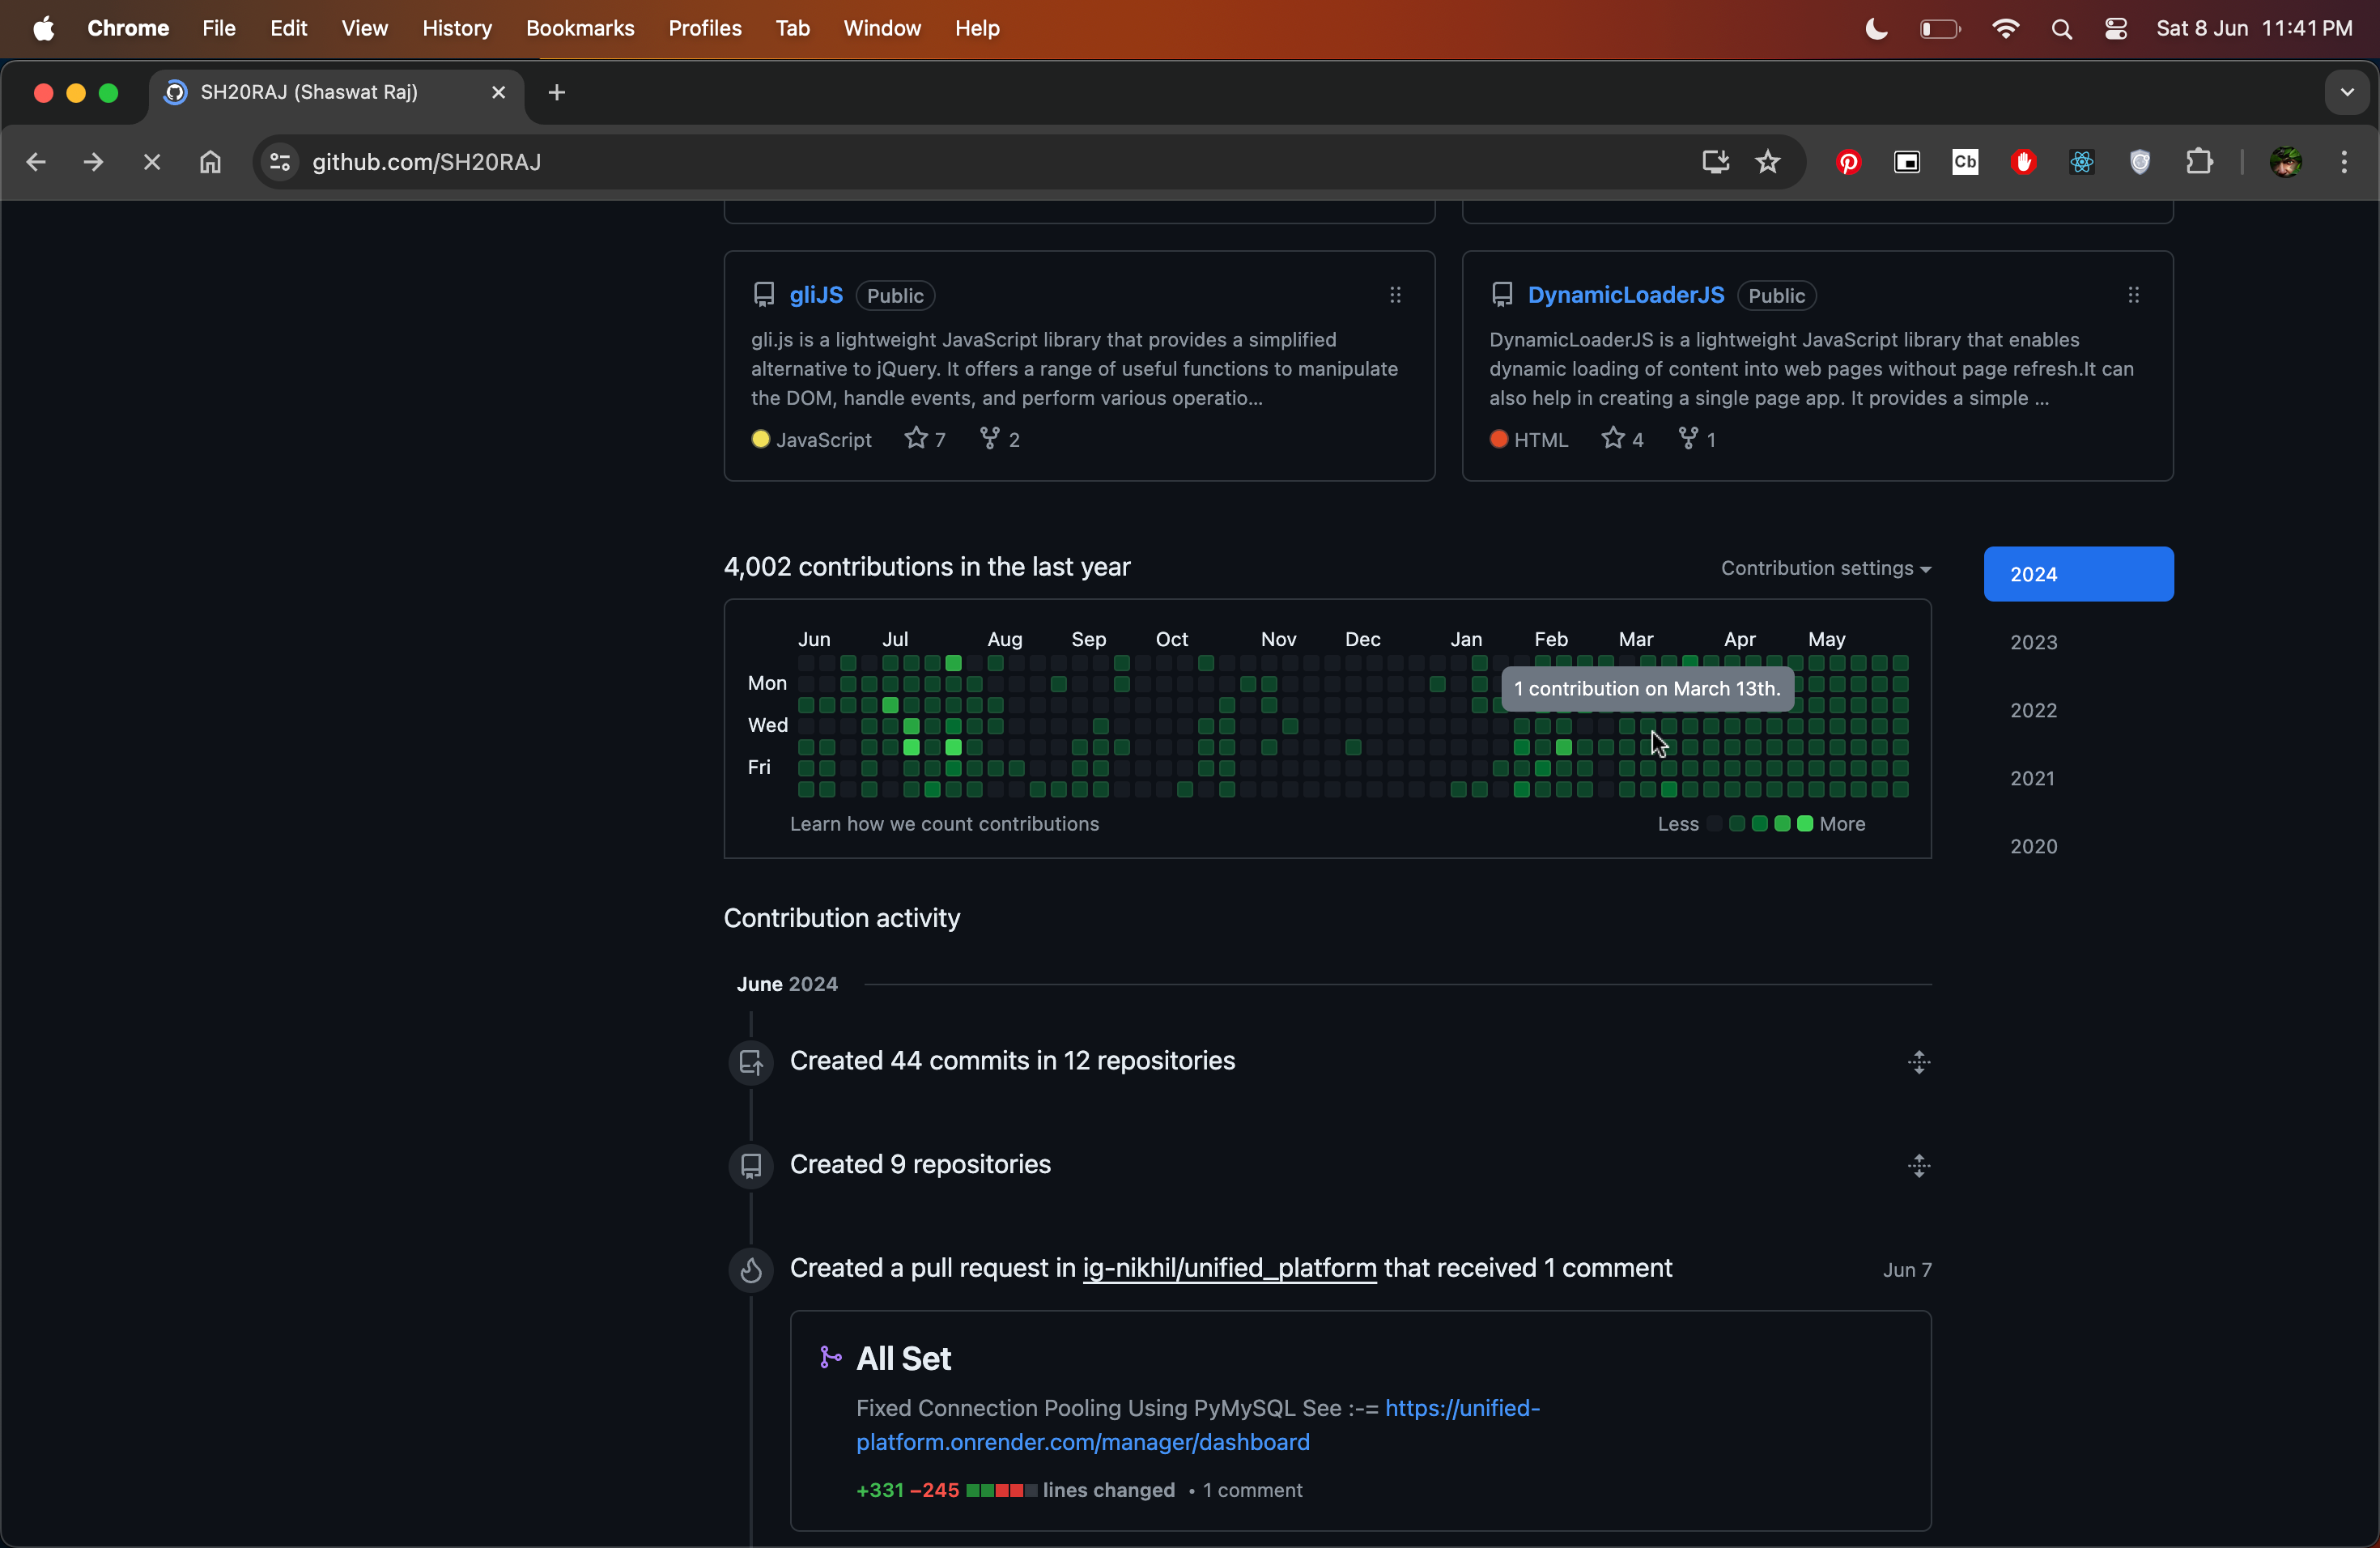 Chrome File Edit View History Bookmarks Profiles Tab Window Help Sat 8 Jun 11:41 PM
SH20RAJ (Shaswat Raj)
github.com/SH20RAJ
Cb
gliJS Public
gli.js is a lightweight JavaScript library that provides a simplified
alternative to jQuery. It offers a range of useful functions to manipulate
the DOM, handle events, and perform various operatio...
JavaScript 7 2
DynamicLoaderJS Public
DynamicLoaderJS is a lightweight JavaScript library that enables
dynamic loading of content into web pages without page refresh.It can
also help in creating a single page app. It provides a simple ...
HTML 4 1
4,002 contributions in the last year
Contribution settings
2024
2023
2022
2021
2020
Jun Jul Aug Sep Oct Nov Dec Jan Feb Mar Apr May
Mon
1 contribution on March 13th.
Wed
Fri
Learn how we count contributions
Less More
Contribution activity
June 2024
Created 44 commits in 12 repositories
Created 9 repositories
Created a pull request in ig-nikhil/unified_platform that received 1 comment Jun 7
All Set
Fixed Connection Pooling Using PyMySQL See :-= https://unified-
platform.onrender.com/manager/dashboard
+331 −245 lines changed • 1 comment